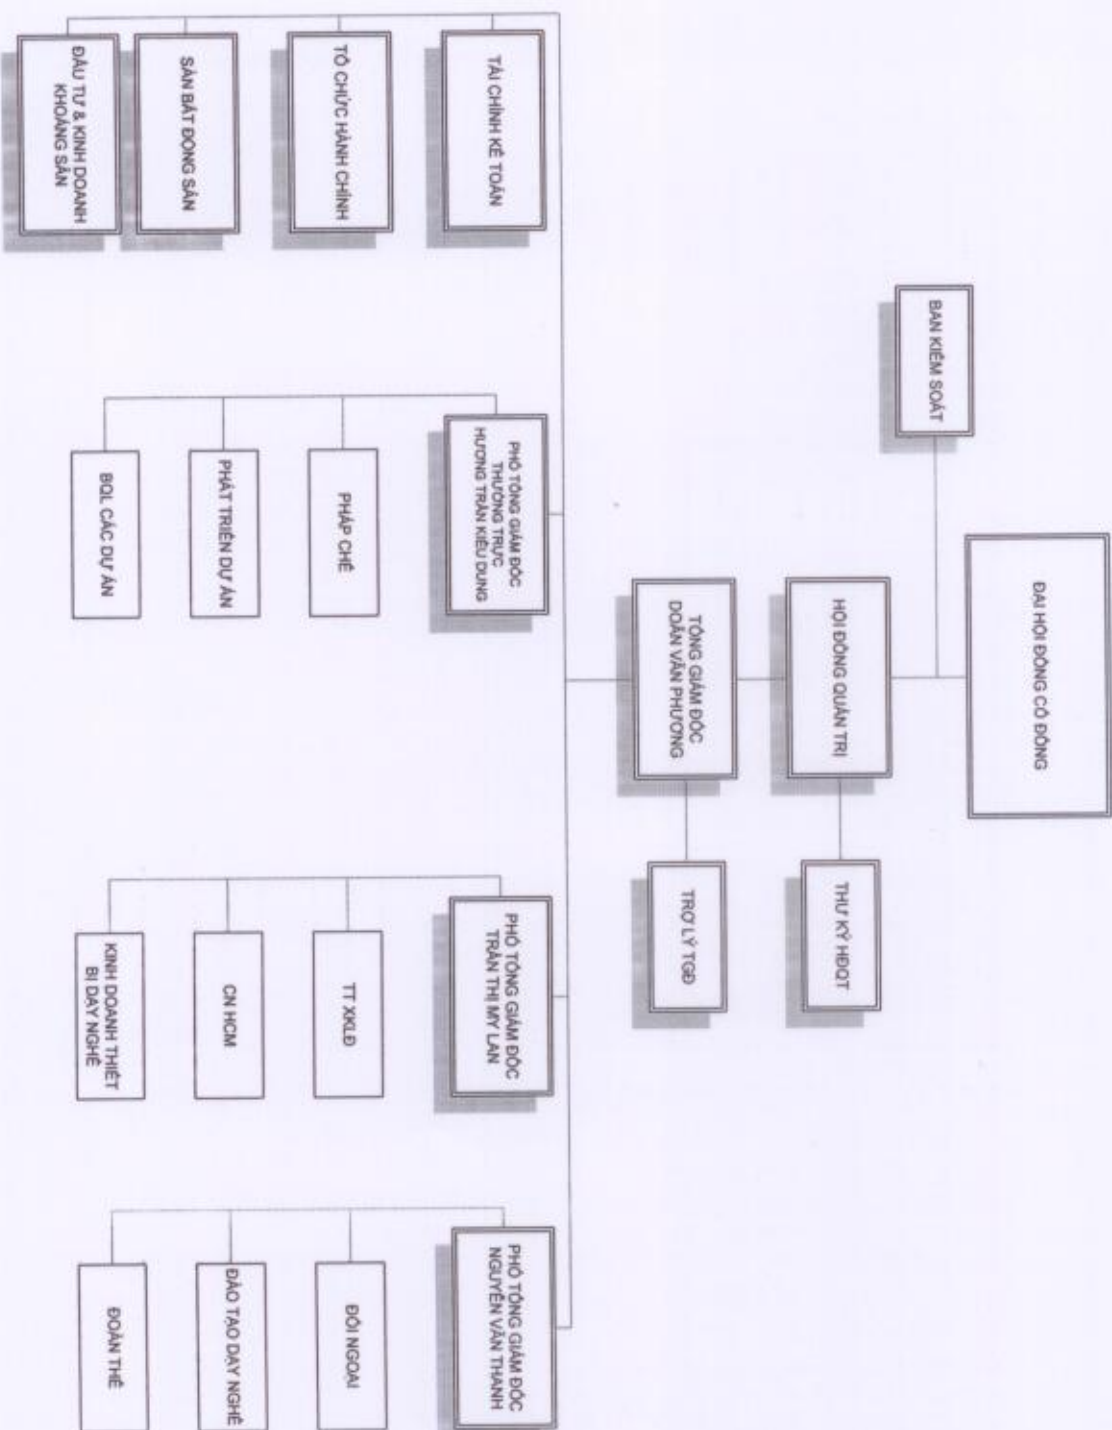 ĐẠI HỘI ĐỒNG CỔ ĐÔNG
BAN KIỂM SOÁT
HỘI ĐỒNG QUẢN TRỊ
THƯ KÝ HĐQT
TỔNG GIÁM ĐỐC
DOÃN VĂN PHƯƠNG
TRỢ LÝ TGĐ
TÀI CHÍNH KẾ TOÁN
TỔ CHỨC HÀNH CHÍNH
SÀN BẤT ĐỘNG SẢN
ĐẦU TƯ & KINH DOANH
KHOÁNG SẢN
PHÓ TỔNG GIÁM ĐỐC
THƯỜNG TRỰC
HƯƠNG TRẦN KIỀU DUNG
PHÁP CHẾ
PHÁT TRIỂN DỰ ÁN
BQL CÁC DỰ ÁN
PHÓ TỔNG GIÁM ĐỐC
TRẦN THỊ MY LAN
TT XKLĐ
CN HCM
KINH DOANH THIẾT
BỊ DẠY NGHỀ
PHÓ TỔNG GIÁM ĐỐC
NGUYỄN VĂN THANH
ĐỐI NGOẠI
ĐÀO TẠO DẠY NGHỀ
ĐOÀN THỂ